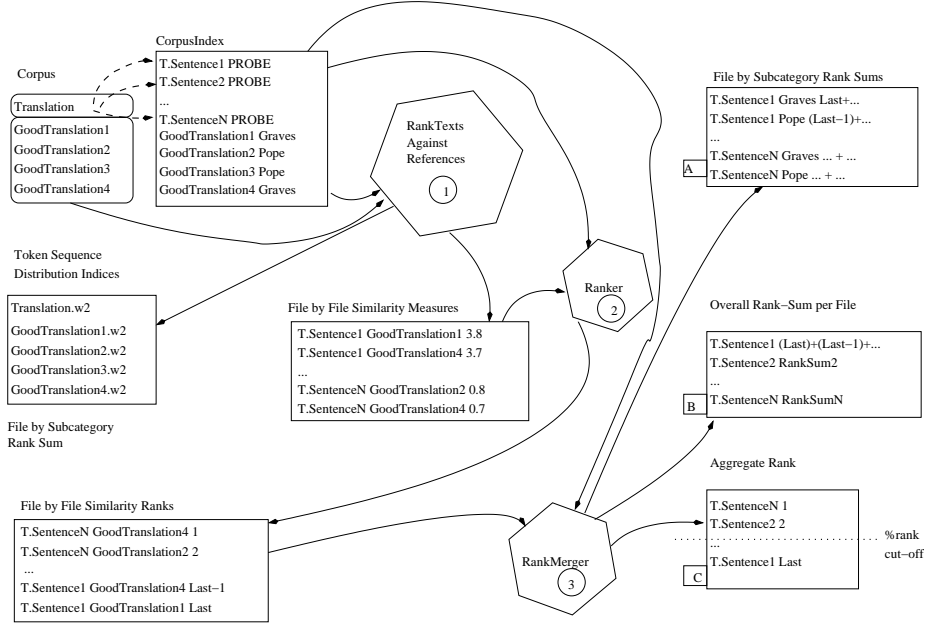 CorpusIndex
T.Sentence1 PROBE
T.Sentence2 PROBE
...
T.SentenceN PROBE
GoodTranslation1 Graves
GoodTranslation2 Pope
GoodTranslation3 Pope
GoodTranslation4 Graves
Corpus
Translation
GoodTranslation1
GoodTranslation2
GoodTranslation3
GoodTranslation4
RankTexts
Against
References
1
File by Subcategory Rank Sums
T.Sentence1 Graves Last+...
T.Sentence1 Pope (Last−1)+...
...
T.SentenceN Graves ... + ...
T.SentenceN Pope ... + ...
A
Token Sequence
Distribution Indices
Translation.w2
GoodTranslation1.w2
GoodTranslation2.w2
GoodTranslation3.w2
GoodTranslation4.w2
File by Subcategory
Rank Sum
File by File Similarity Measures
T.Sentence1 GoodTranslation1 3.8
T.Sentence1 GoodTranslation4 3.7
...
T.SentenceN GoodTranslation2 0.8
T.SentenceN GoodTranslation4 0.7
Ranker
2
Overall Rank−Sum per File
T.Sentence1 (Last)+(Last−1)+...
T.Sentence2 RankSum2
...
T.SentenceN RankSumN
B
File by File Similarity Ranks
T.SentenceN GoodTranslation4 1
T.SentenceN GoodTranslation2 2
...
T.Sentence1 GoodTranslation4 Last−1
T.Sentence1 GoodTranslation1 Last
RankMerger
3
Aggregate Rank
T.SentenceN 1
T.Sentence2 2
...
T.Sentence1 Last
C
%rank
cut−off